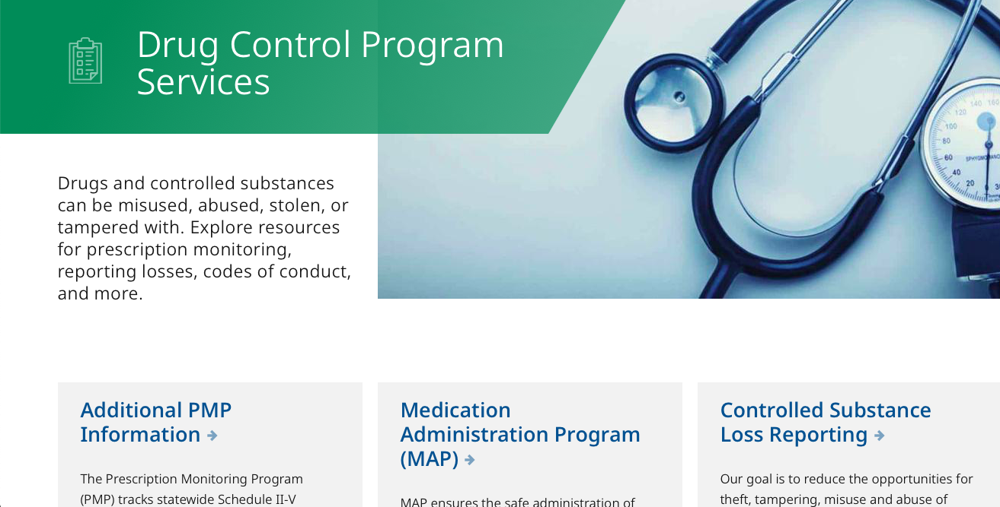 Drug Control Program
Services
Drugs and controlled substances
can be misused, abused, stolen, or
tampered with. Explore resources
for prescription monitoring,
reporting losses, codes of conduct,
and more.
140 160
120
100
80
60
40
20
0
Additional PMP
Information
The Prescription Monitoring Program
(PMP) tracks statewide Schedule II-V
Medication
Administration Program
(MAP)
MAP ensures the safe administration of
Controlled Substance
Loss Reporting
Our goal is to reduce the opportunities for
theft, tampering, misuse and abuse of